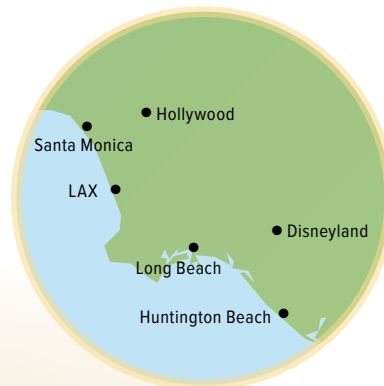 Hollywood
Santa Monica
LAX
Disneyland
Long Beach
Huntington Beach